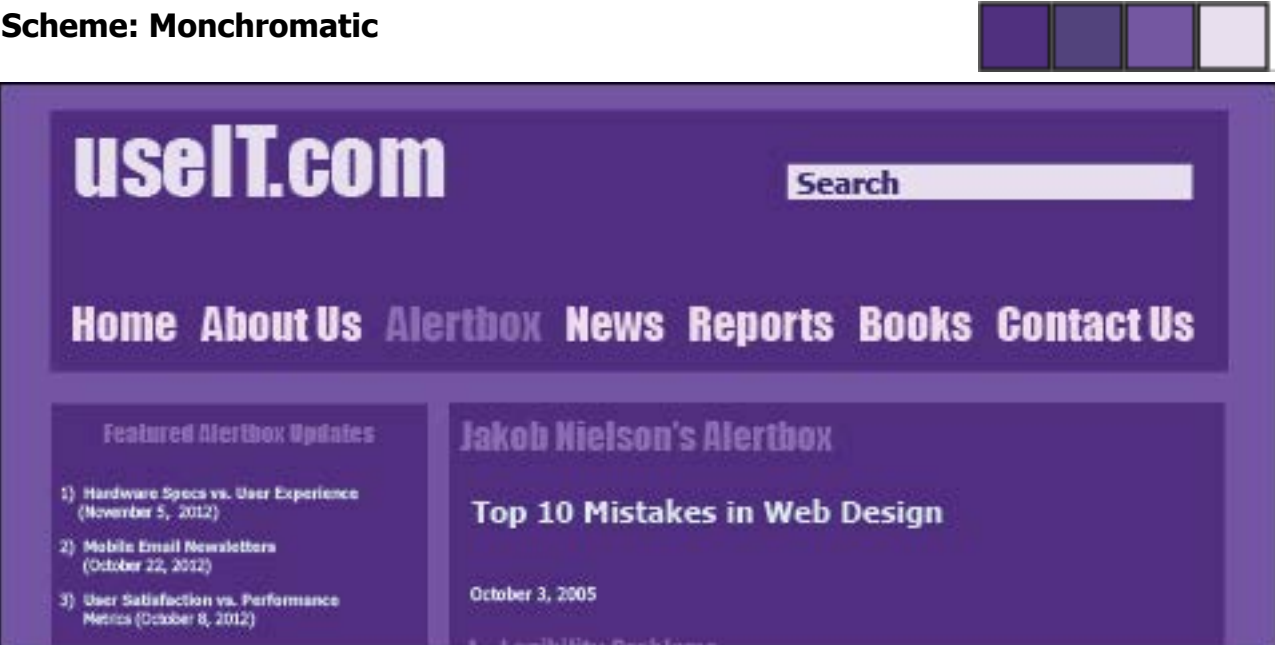 Scheme: Monchromatic
useIT.com
Search
Home About Us Alertbox News Reports Books Contact Us
Featured Alertbox Updates
1) Hardware Specs vs. User Experience
(November 5, 2012)
2) Mobile Email Newsletters
(October 22, 2012)
3) User Satisfaction vs. Performance
Metrics (October 8, 2012)
Jakob Nielson's Alertbox
Top 10 Mistakes in Web Design
October 3, 2005
Legibility Problems